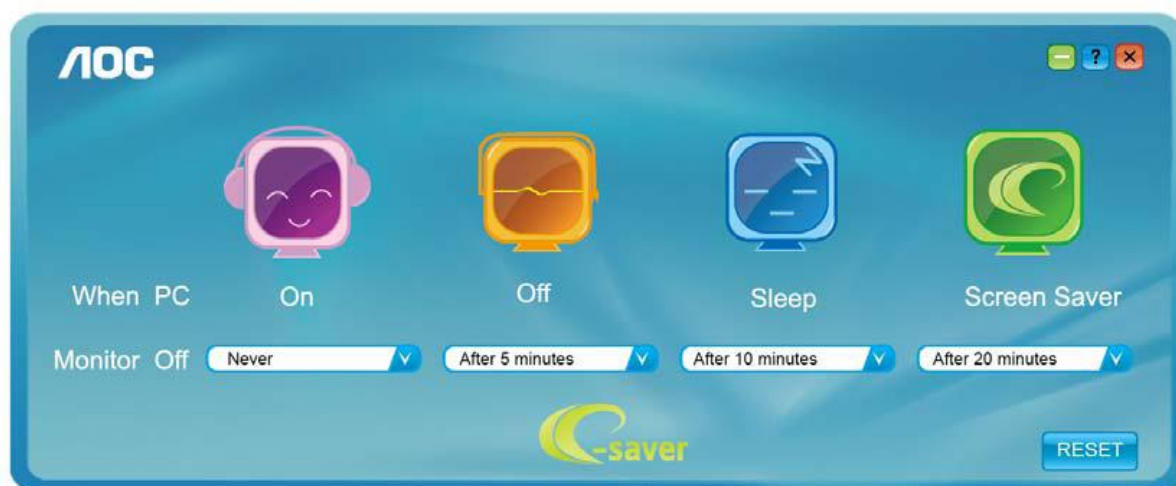 AOC
?
When PC On Off Sleep Screen Saver
Monitor Off Never After 5 minutes After 10 minutes After 20 minutes
e-saver
RESET